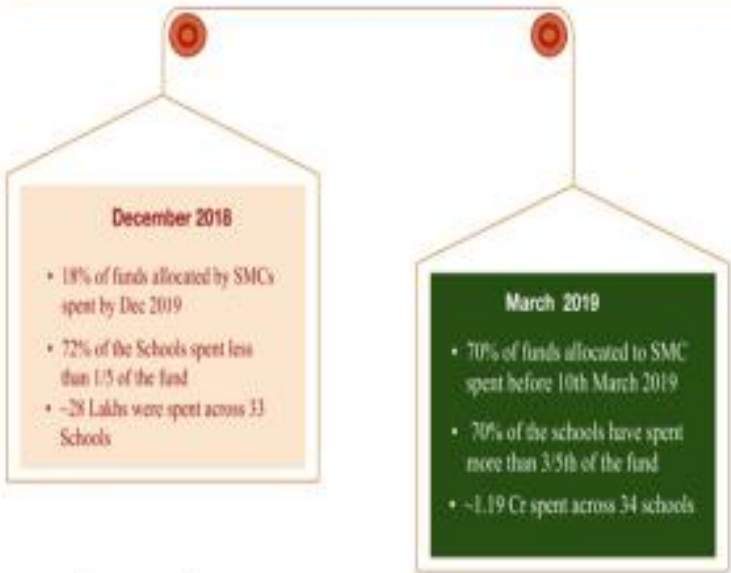 December 2018
• 18% of funds allocated by SMCs
spent by Dec 2019
• 72% of the Schools spent less
than 1/5 of the fund
• ~28 Lakhs were spent across 33
Schools
March 2019
• 70% of funds allocated to SMC
spent before 10th March 2019
• 70% of the schools have spent
more than 3/5th of the fund
• ~1.19 Cr spent across 34 schools